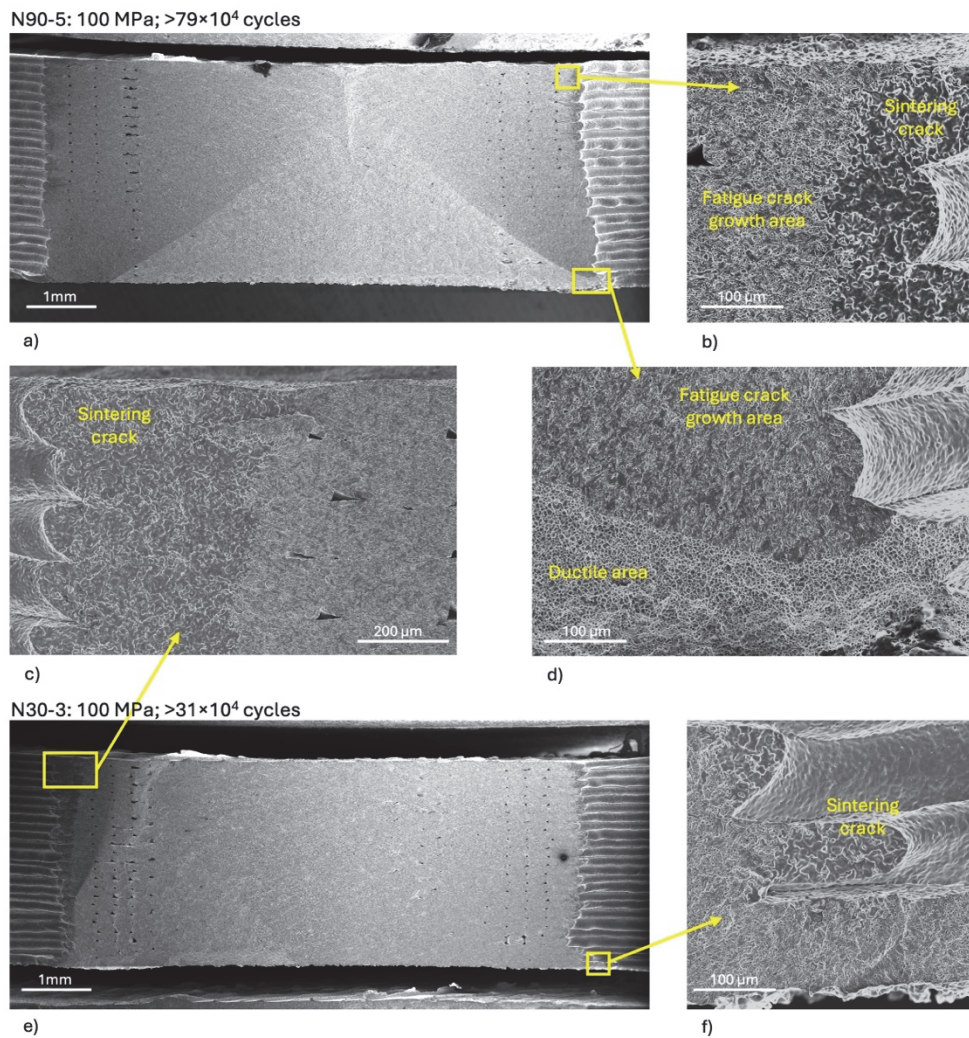 N90-5: 100 MPa; >79×10⁴ cycles
Sintering
crack
Fatigue crack
growth area
1mm
100 µm
a)
b)
Sintering
crack
200 µm
Fatigue crack
growth area
Ductile area
100 µm
c)
d)
N30-3: 100 MPa; >31×10⁴ cycles
1mm
Sintering
crack
100 µm
e)
f)